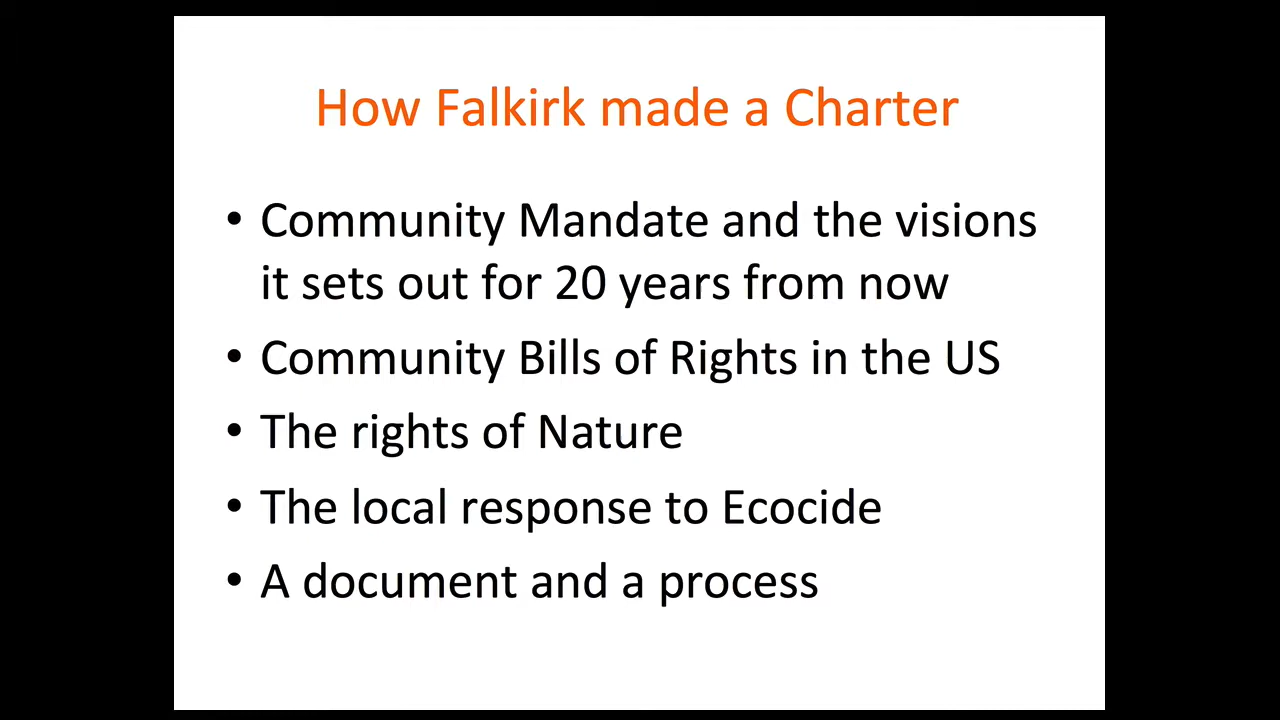 How Falkirk made a Charter
• Community Mandate and the visions
it sets out for 20 years from now
• Community Bills of Rights in the US
• The rights of Nature
• The local response to Ecocide
• A document and a process